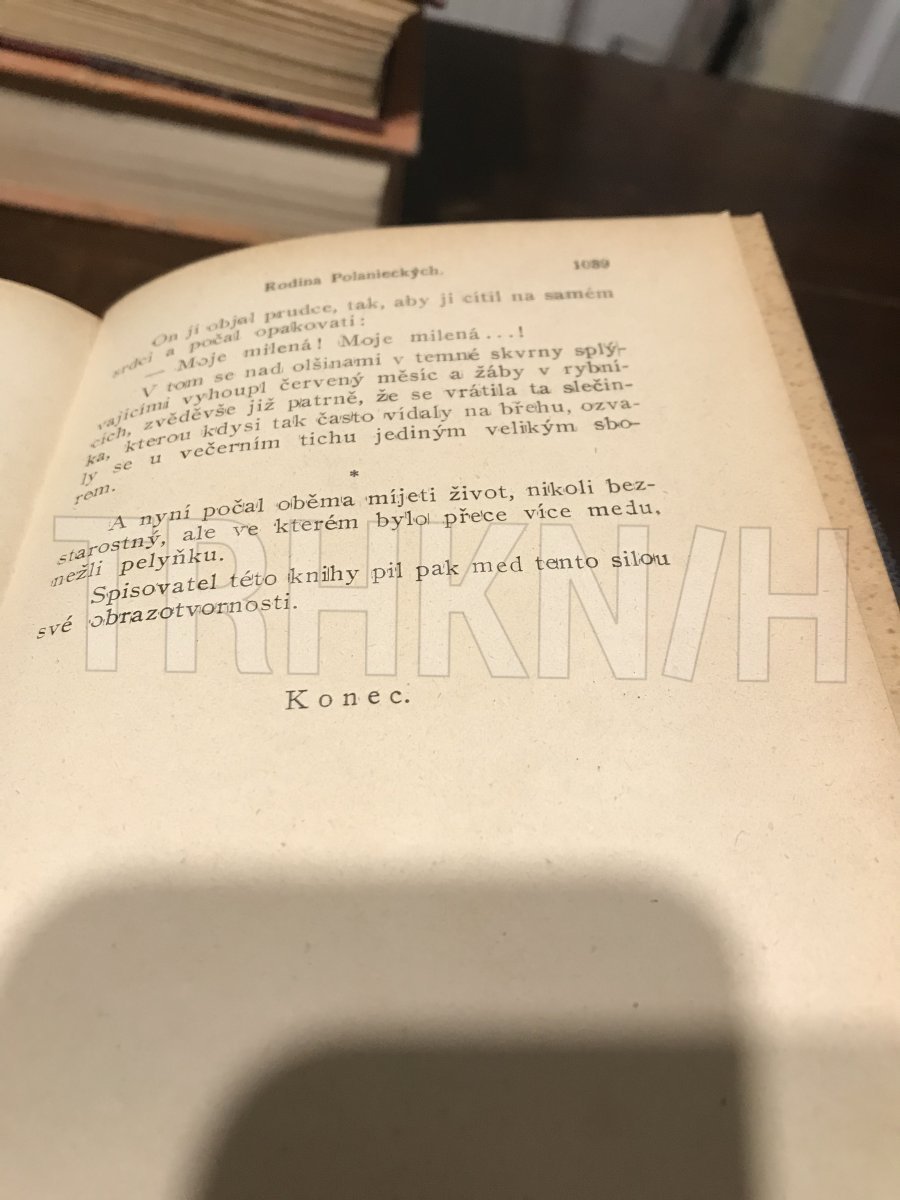 Rodina Polanieckých. 1089
On ji objal prudce, tak, aby ji cítil na samém
srdci a počal opakovati:
— Moje milená! Moje milená...!
V tom se nad olšinami v temné skvrny splý-
vajícími vyhoupl červený měsíc a žáby v rybní-
cích, zvěděvše již patrně, že se vrátila ta slečin-
ka, kterou kdysi tak často vídaly na břehu, ozva-
ly se u večerním tichu jediným velikým sbo-
rem.
*
A nyní počal oběma míjeti život, nikoli bez-
starostný, ale ve kterém bylo přece více medu,
nežli pelyňku.
Spisovatel této knihy pil pak med tento silou
své obrazotvornosti.
TRHKNIH
Konec.